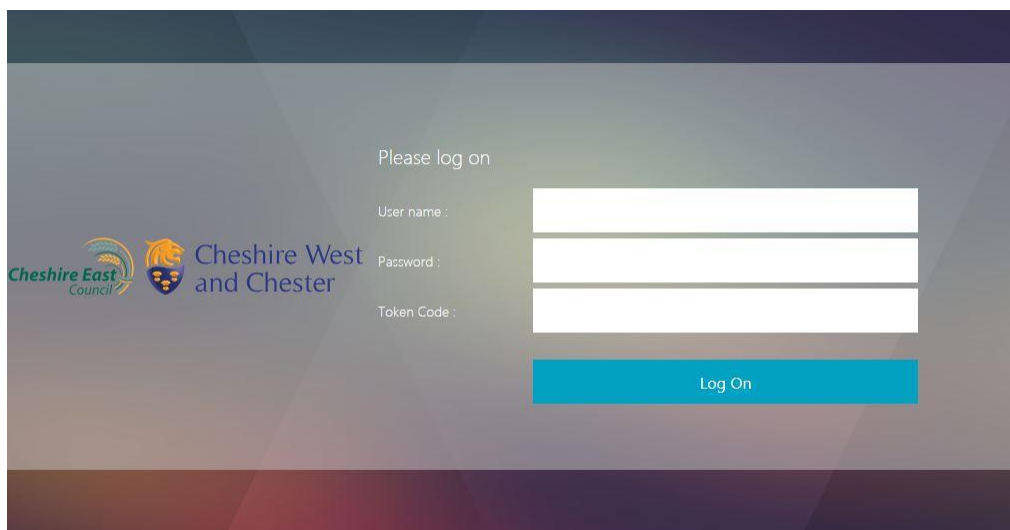 Please log on
User name :
Cheshire East
Council
Cheshire West
and Chester
Password :
Token Code :
Log On